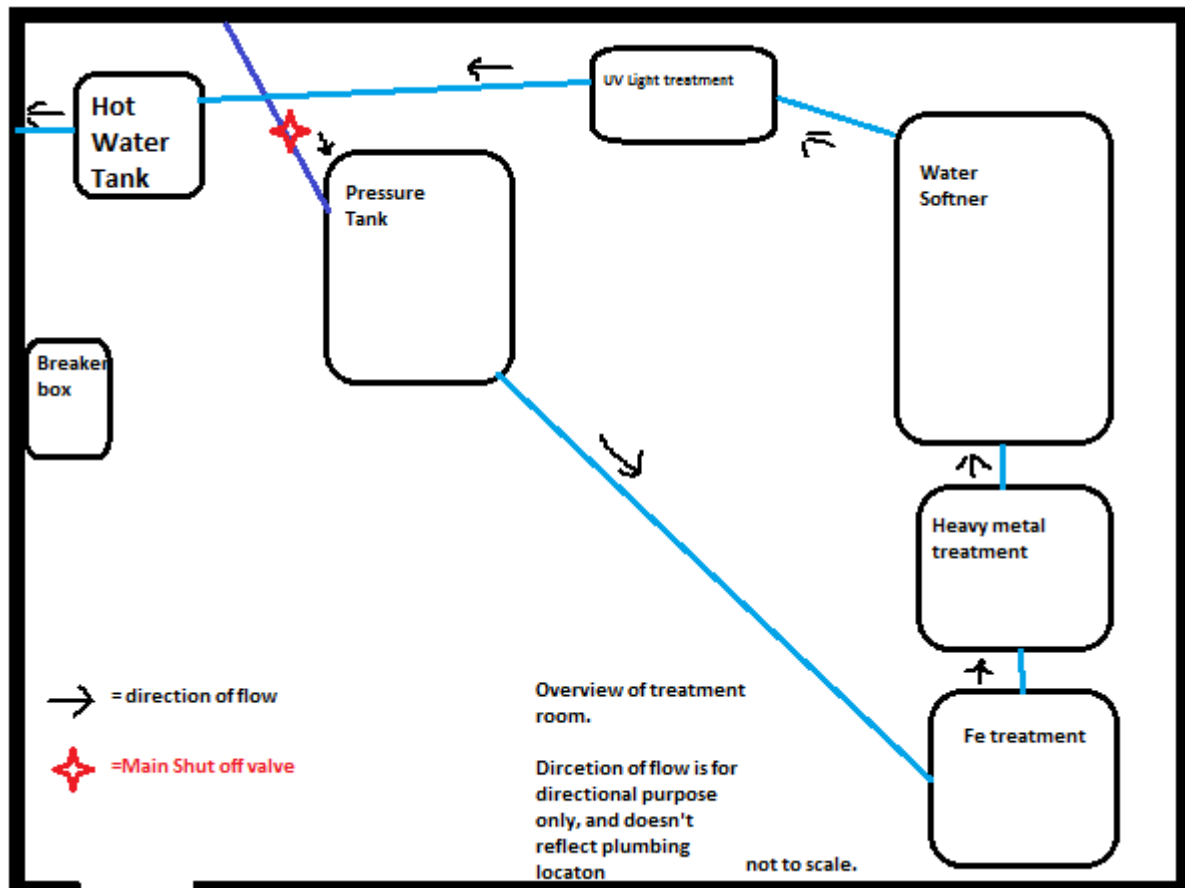 UV Light treatment
Hot
Water
Tank
Pressure
Tank
Water
Softner
Breaker
box
Heavy metal
treatment
Fe treatment
= direction of flow
=Main Shut off valve
Overview of treatment
room.
Dircetion of flow is for
directional purpose
only, and doesn't
reflect plumbing
locaton
not to scale.